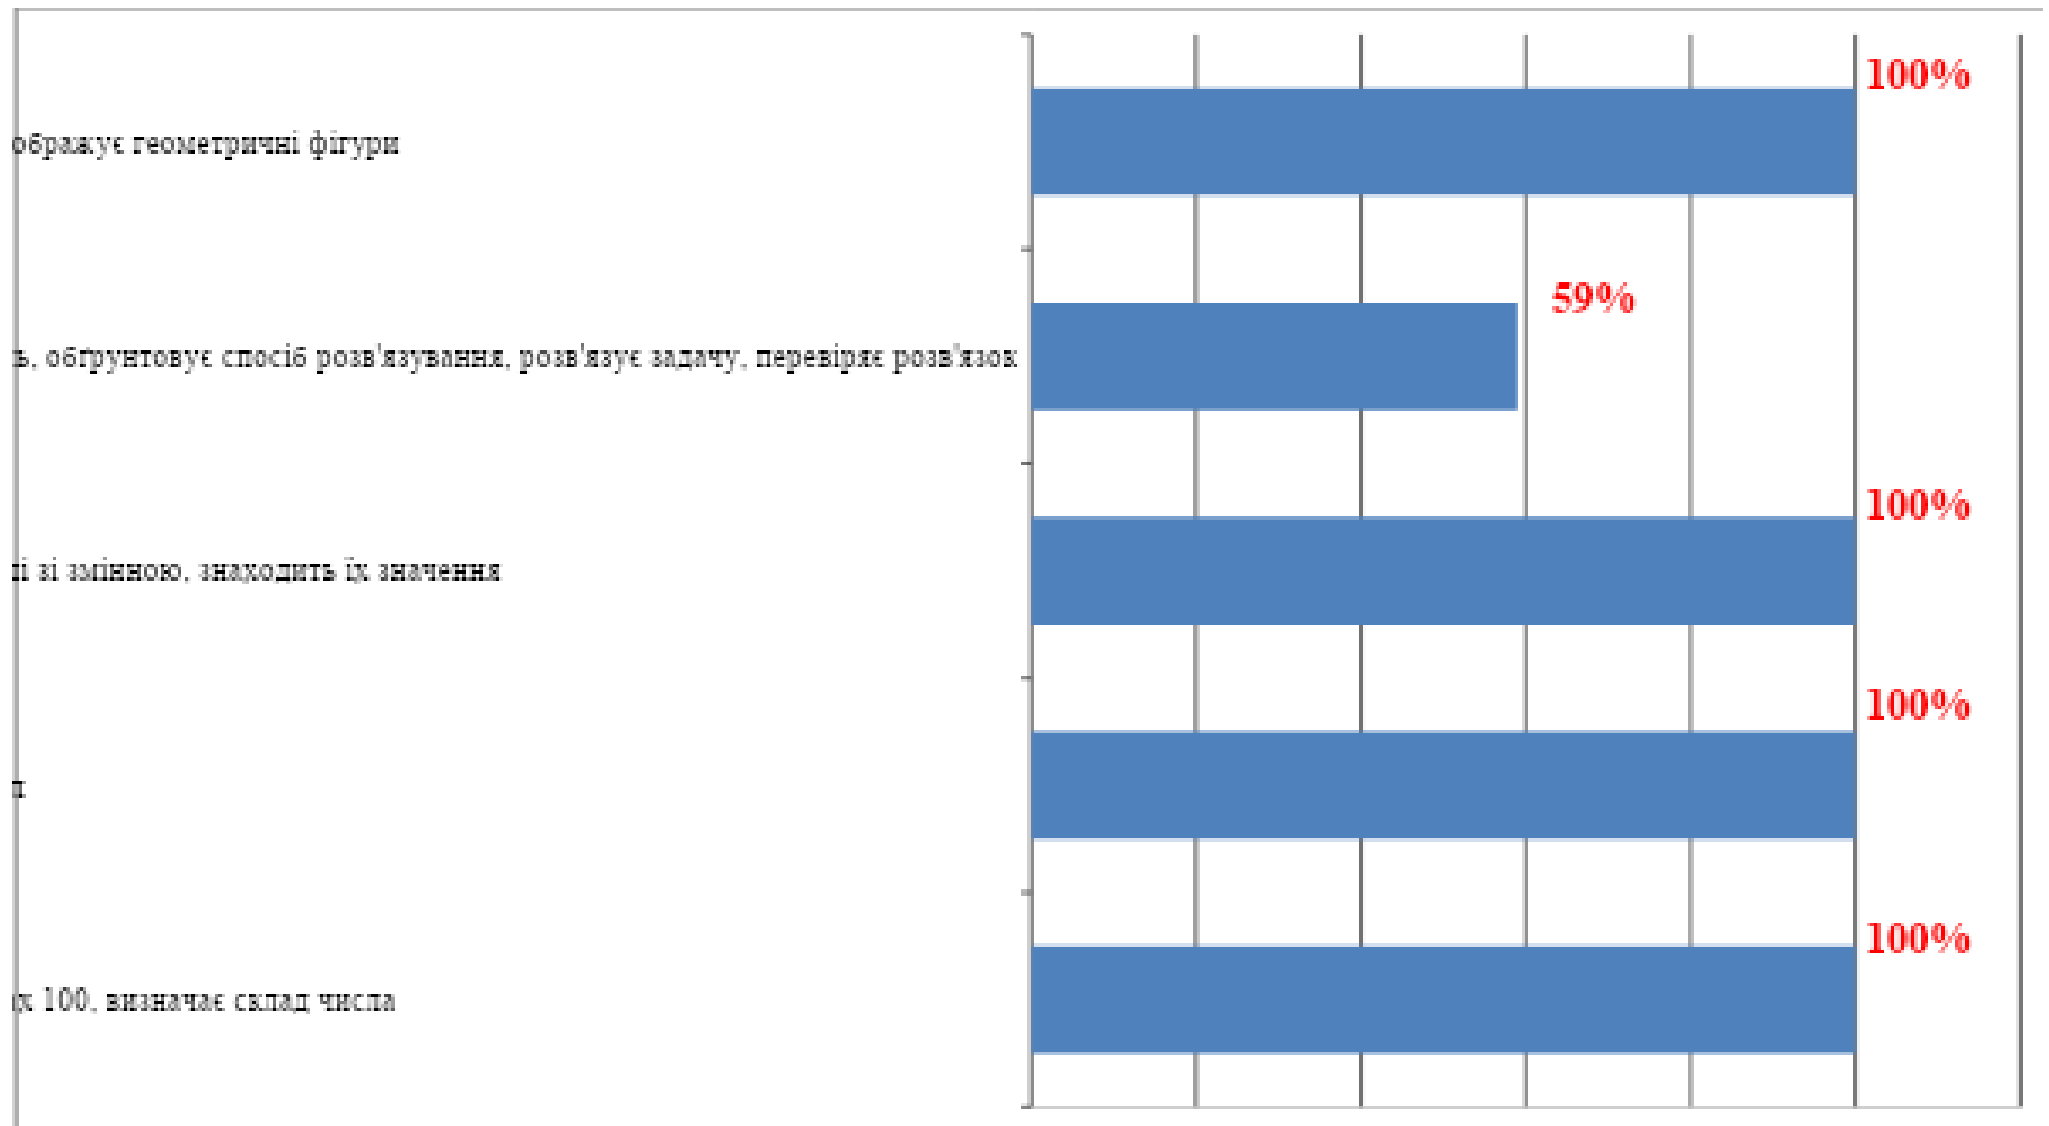 100%
ображує геометричні фігури
59%
ь, обґрунтовує спосіб розв'язування, розв'язує задачу, перевіряє розв'язок
100%
зі змінною, знаходить їх значення
100%
100%
х 100, визначає склад числа